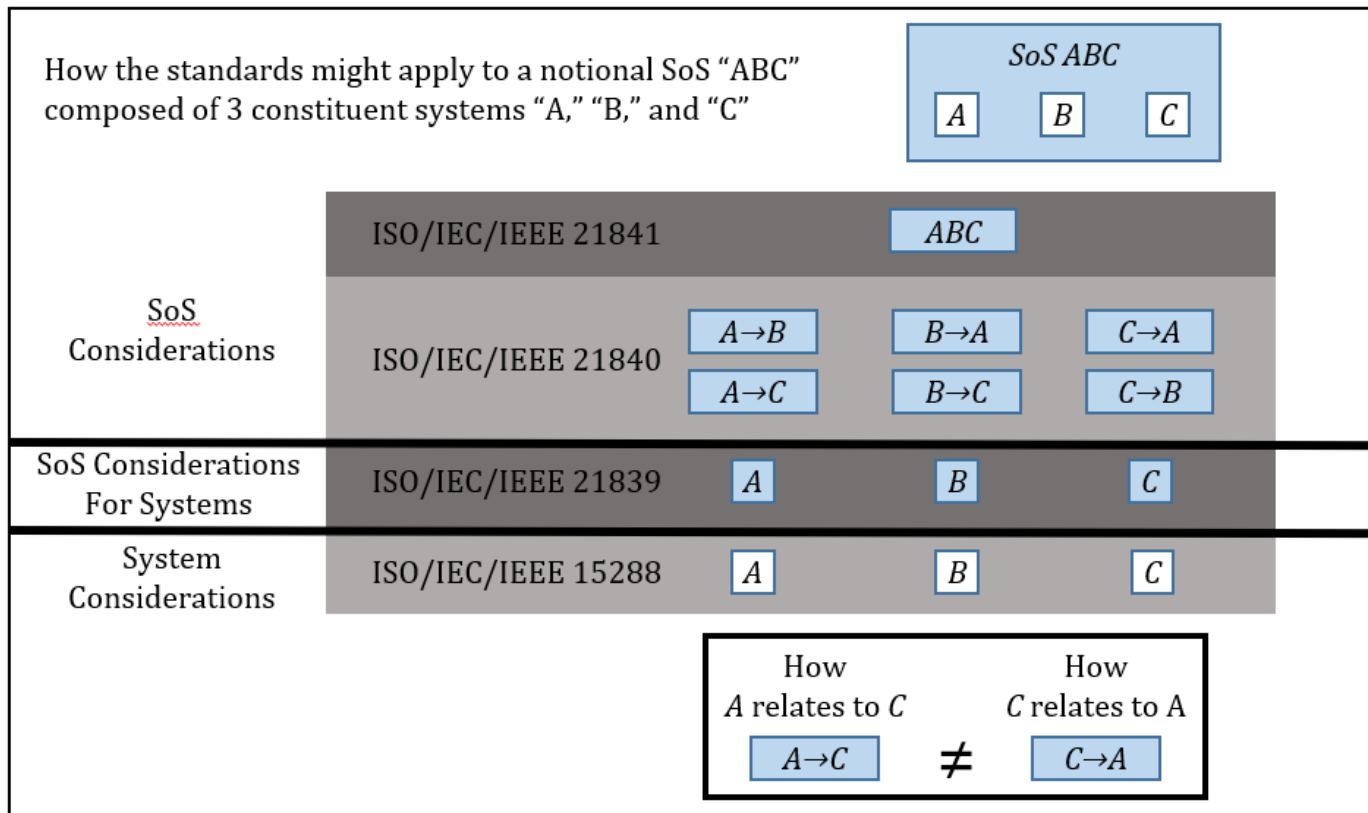 How the standards might apply to a notional SoS “ABC”
composed of 3 constituent systems “A,” “B,” and “C”
SoS ABC
A B C
ISO/IEC/IEEE 21841
ABC
SoS
Considerations
ISO/IEC/IEEE 21840
A→B B→A C→A
A→C B→C C→B
SoS Considerations
For Systems
ISO/IEC/IEEE 21839
A B C
System
Considerations
ISO/IEC/IEEE 15288
A B C
How
A relates to C
A→C
≠
How
C relates to A
C→A